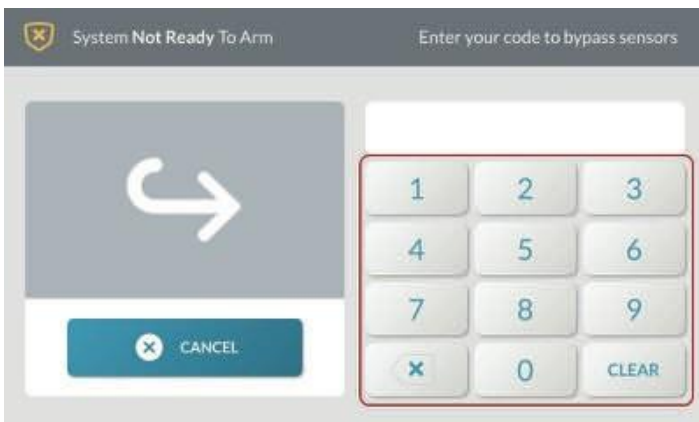 System Not Ready To Arm
Enter your code to bypass sensors
1 2 3
4 5 6
7 8 9
0 CLEAR
CANCEL